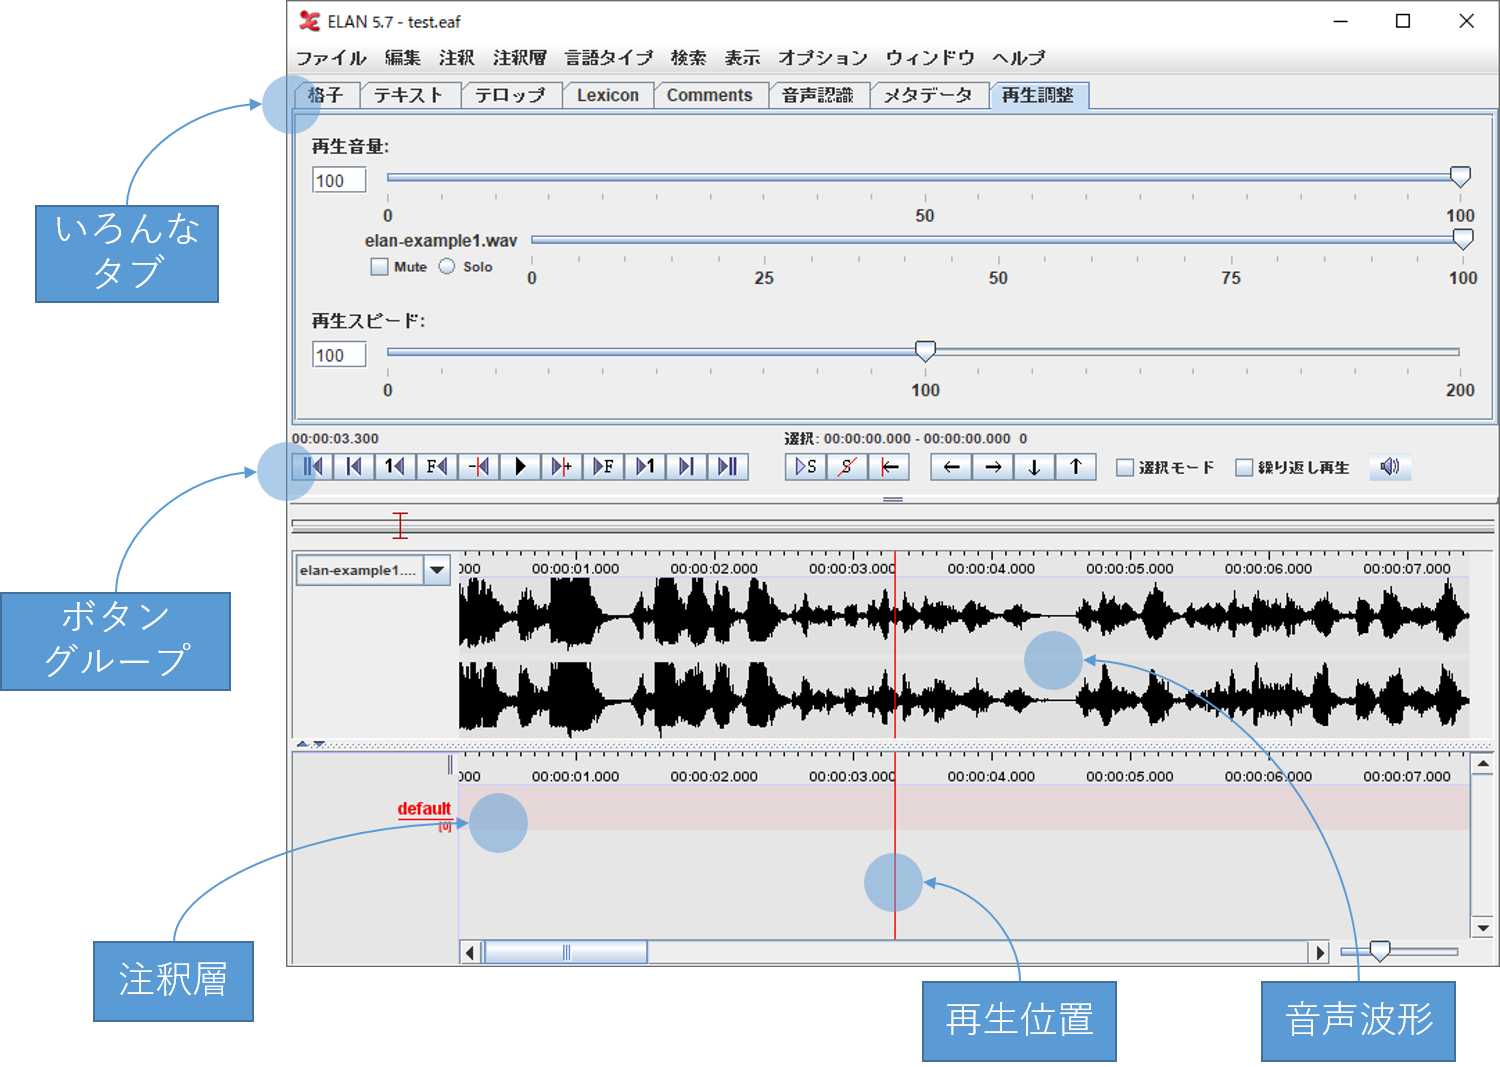 ELAN 5.7 - test.eaf
ファイル 編集 注釈 注釈層 言語タイプ 検索 表示 オプション ウィンドウ ヘルプ
格子 テキスト テロップ Lexicon Comments 音声認識 メタデータ 再生調整
再生音量:
100
0 50 100
elan-example1.wav
Mute Solo
0 25 50 75 100
再生スピード:
100
0 100 200
いろんな
タブ
00:00:03.300 選択: 00:00:00.000 - 00:00:00.000 0
1 F + F 1 S S 選択モード 繰り返し再生
ボタン
グループ
elan-example1....
000 00:00:01.000 00:00:02.000 00:00:03.000 00:00:04.000 00:00:05.000 00:00:06.000 00:00:07.000
000 00:00:01.000 00:00:02.000 00:00:03.000 00:00:04.000 00:00:05.000 00:00:06.000 00:00:07.000
default
[0]
注釈層
再生位置
音声波形